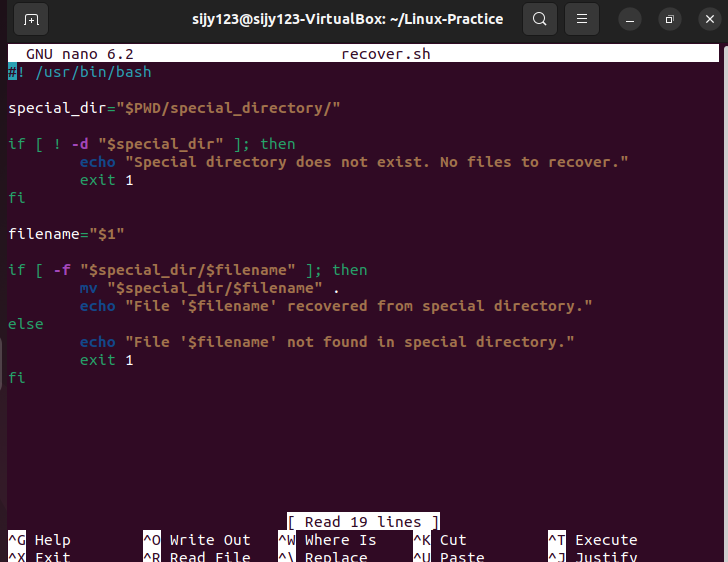 sijy123@sijy123-VirtualBox: ~/Linux-Practice
GNU nano 6.2 recover.sh
#! /usr/bin/bash
special_dir="$PWD/special_directory/"
if [ ! -d "$special_dir" ]; then
echo "Special directory does not exist. No files to recover."
exit 1
fi
filename="$1"
if [ -f "$special_dir/$filename" ]; then
mv "$special_dir/$filename" .
echo "File '$filename' recovered from special directory."
else
echo "File '$filename' not found in special directory."
exit 1
fi
[ Read 19 lines ]
^G Help ^O Write Out ^W Where Is ^K Cut ^T Execute
^X Exit ^R Read File ^\ Replace ^U Paste ^J Justify